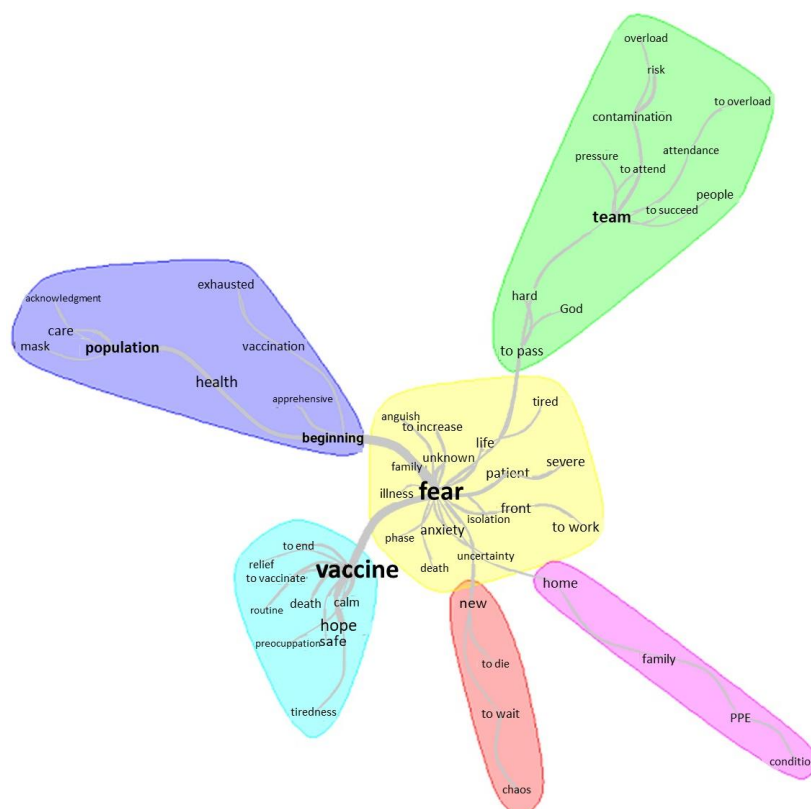 overload
risk
to overload
contamination
attendance
pressure
to attend
people
to succeed
team
hard
God
to pass
exhausted
acknowledgment
care
mask
population
vaccination
health
apprehensive
beginning
tired
anguish
to increase
life
unknown
family
patient
severe
illness
fear
front
isolation
anxiety
to work
phase
uncertainty
death
to end
relief
to vaccinate
vaccine
routine
death
calm
hope
preocuppation
safe
tiredness
new
to die
to wait
chaos
home
family
PPE
conditio